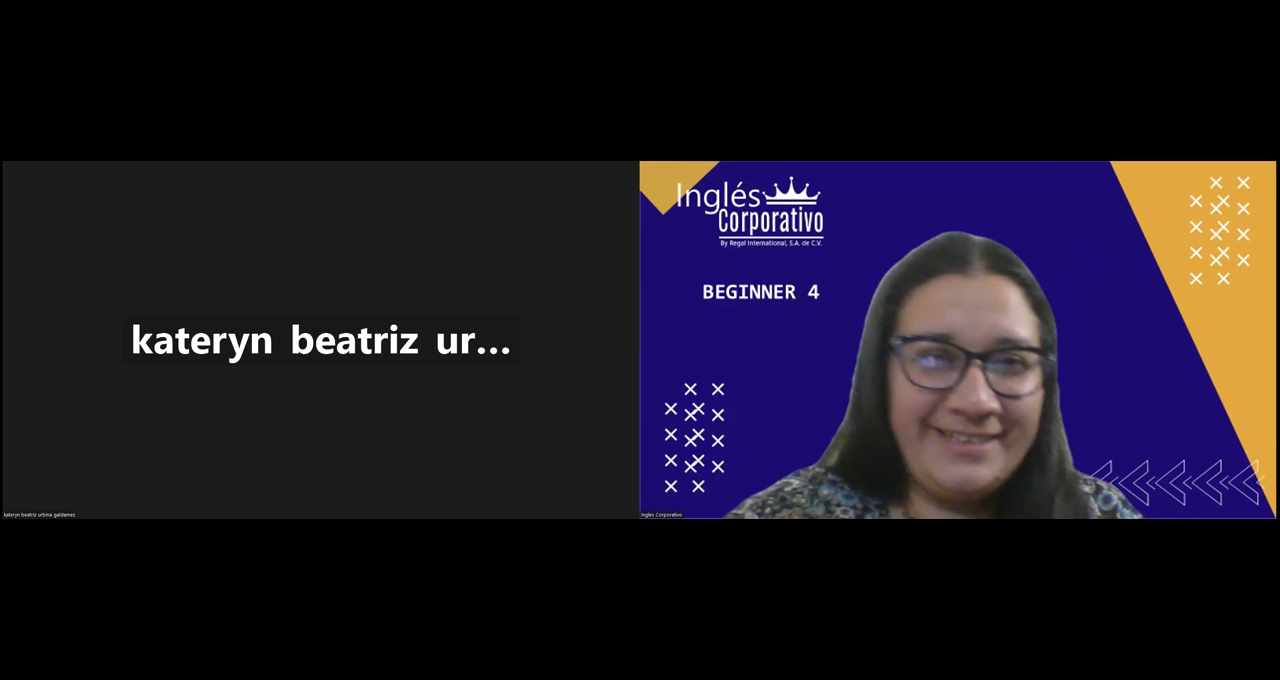 kateryn beatriz ur...
kateryn beatriz urbina galdamez
Inglés
Corporativo
By Regal International, S.A. de C.V.
BEGINNER 4
Ingles Corporativo